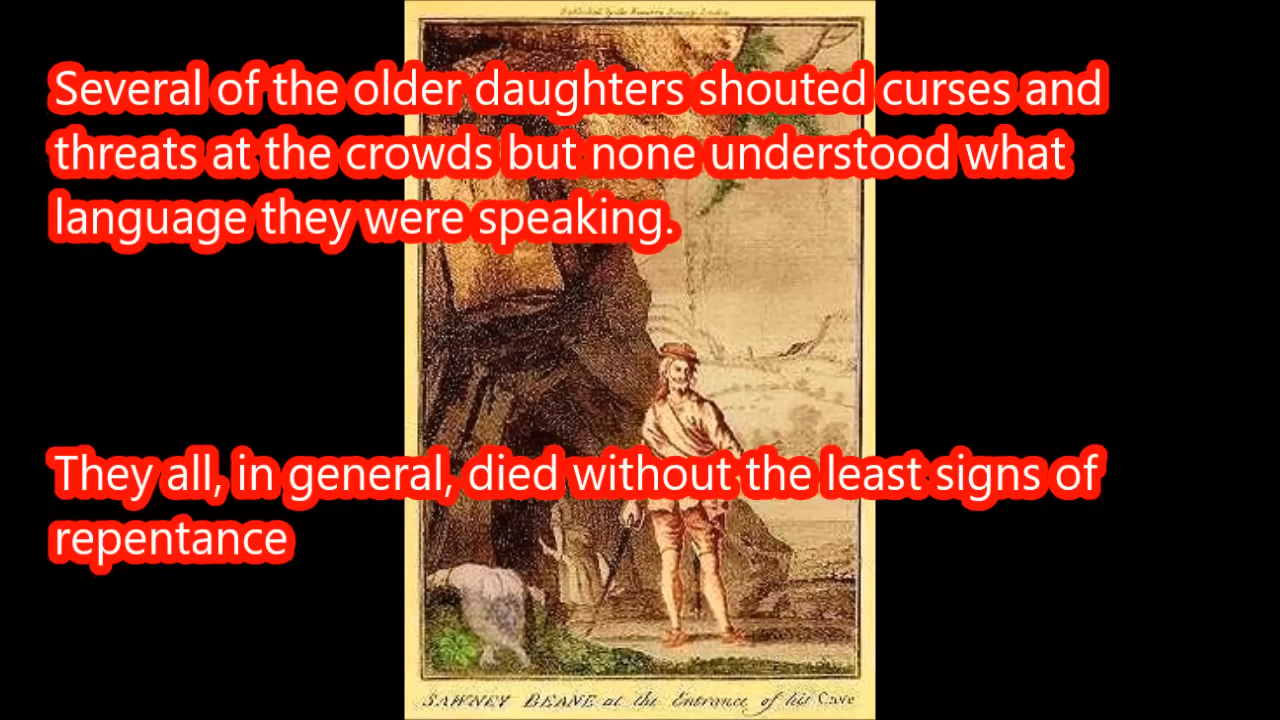 Several of the older daughters shouted curses and
threats at the crowds but none understood what
language they were speaking.
They all, in general, died without the least signs of
repentance
SAWNEY BEANE at the Entrance of his Cave